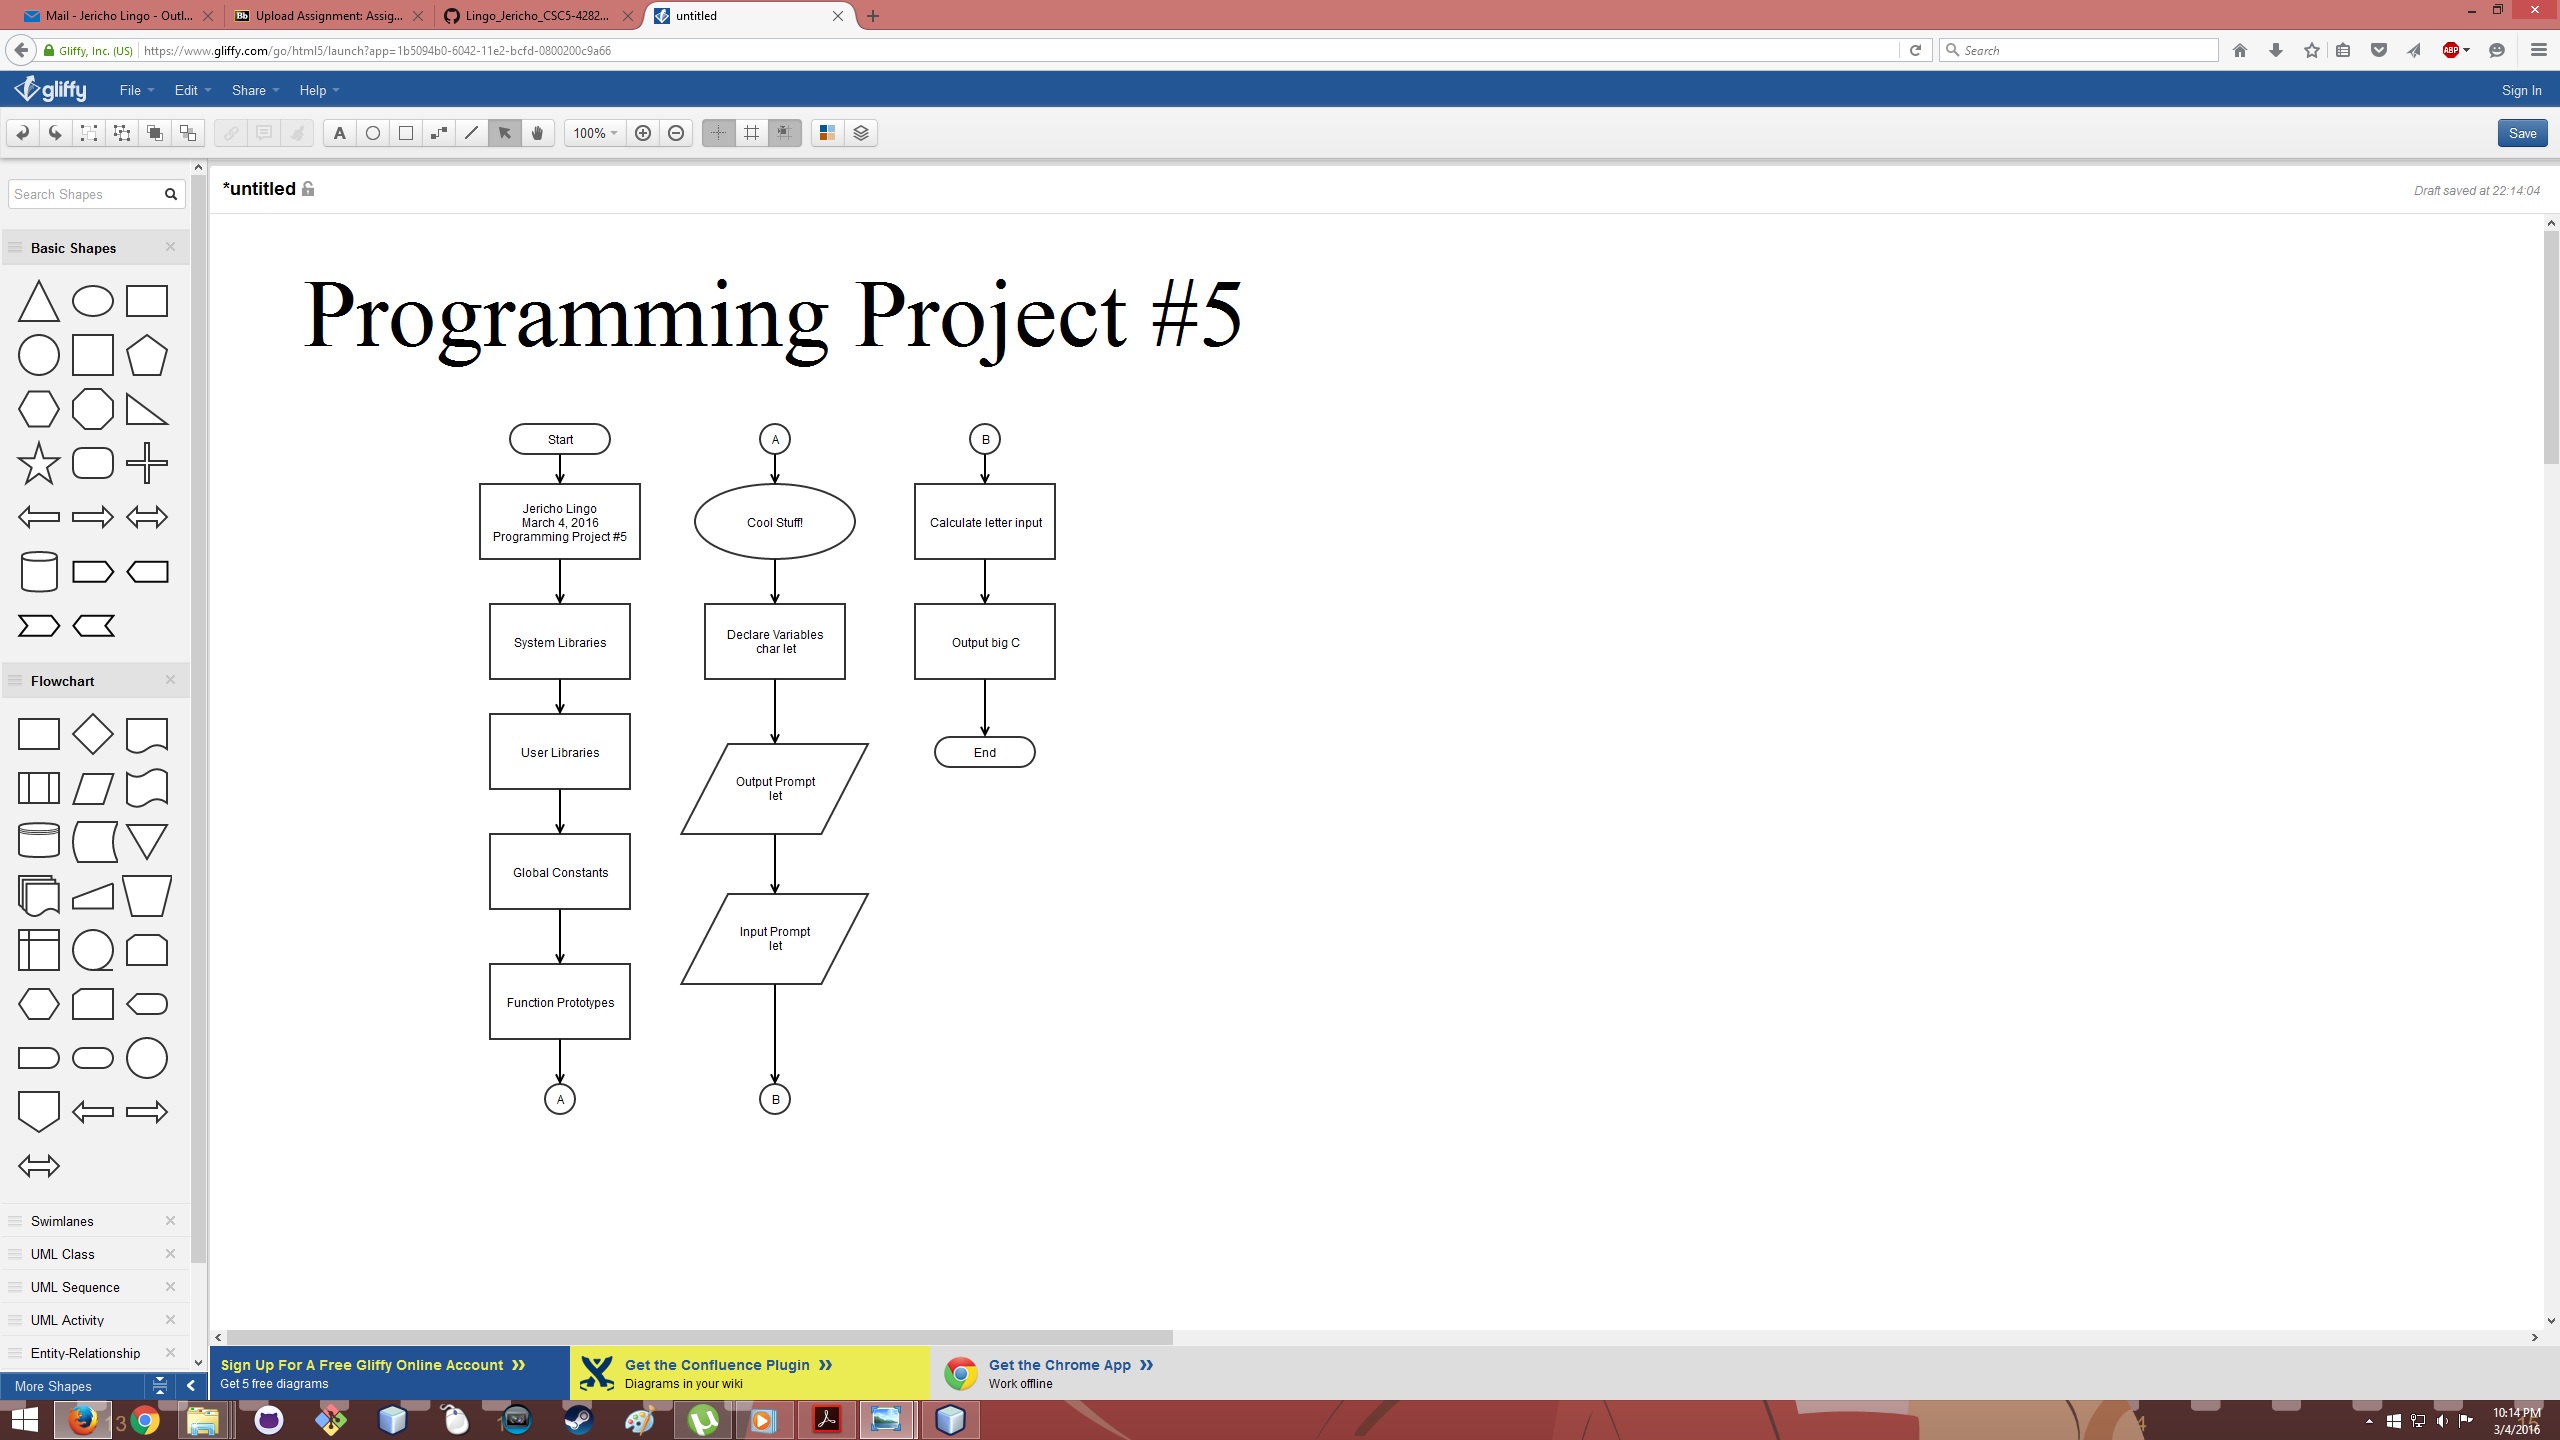 Mail - Jericho Lingo - Outl...
Upload Assignment: Assig...
Lingo_Jericho_CSC5-4282...
untitled
Gliffy, Inc. (US)
https://www.gliffy.com/go/html5/launch?app=1b5094b0-6042-11e2-bcfd-0800200c9a66
Search
ABP
gliffy
File
Edit
Share
Help
Sign In
A
100%
Save
Search Shapes
*untitled
Draft saved at 22:14:04
Basic Shapes
Flowchart
Swimlanes
UML Class
UML Sequence
UML Activity
Entity-Relationship
More Shapes
Programming Project #5
Start
Jericho Lingo
March 4, 2016
Programming Project #5
System Libraries
User Libraries
Global Constants
Function Prototypes
A
A
Cool Stuff!
Declare Variables
char let
Output Prompt
let
Input Prompt
let
B
B
Calculate letter input
Output big C
End
Sign Up For A Free Gliffy Online Account
Get 5 free diagrams
Get the Confluence Plugin
Diagrams in your wiki
Get the Chrome App
Work offline
10:14 PM
3/4/2016